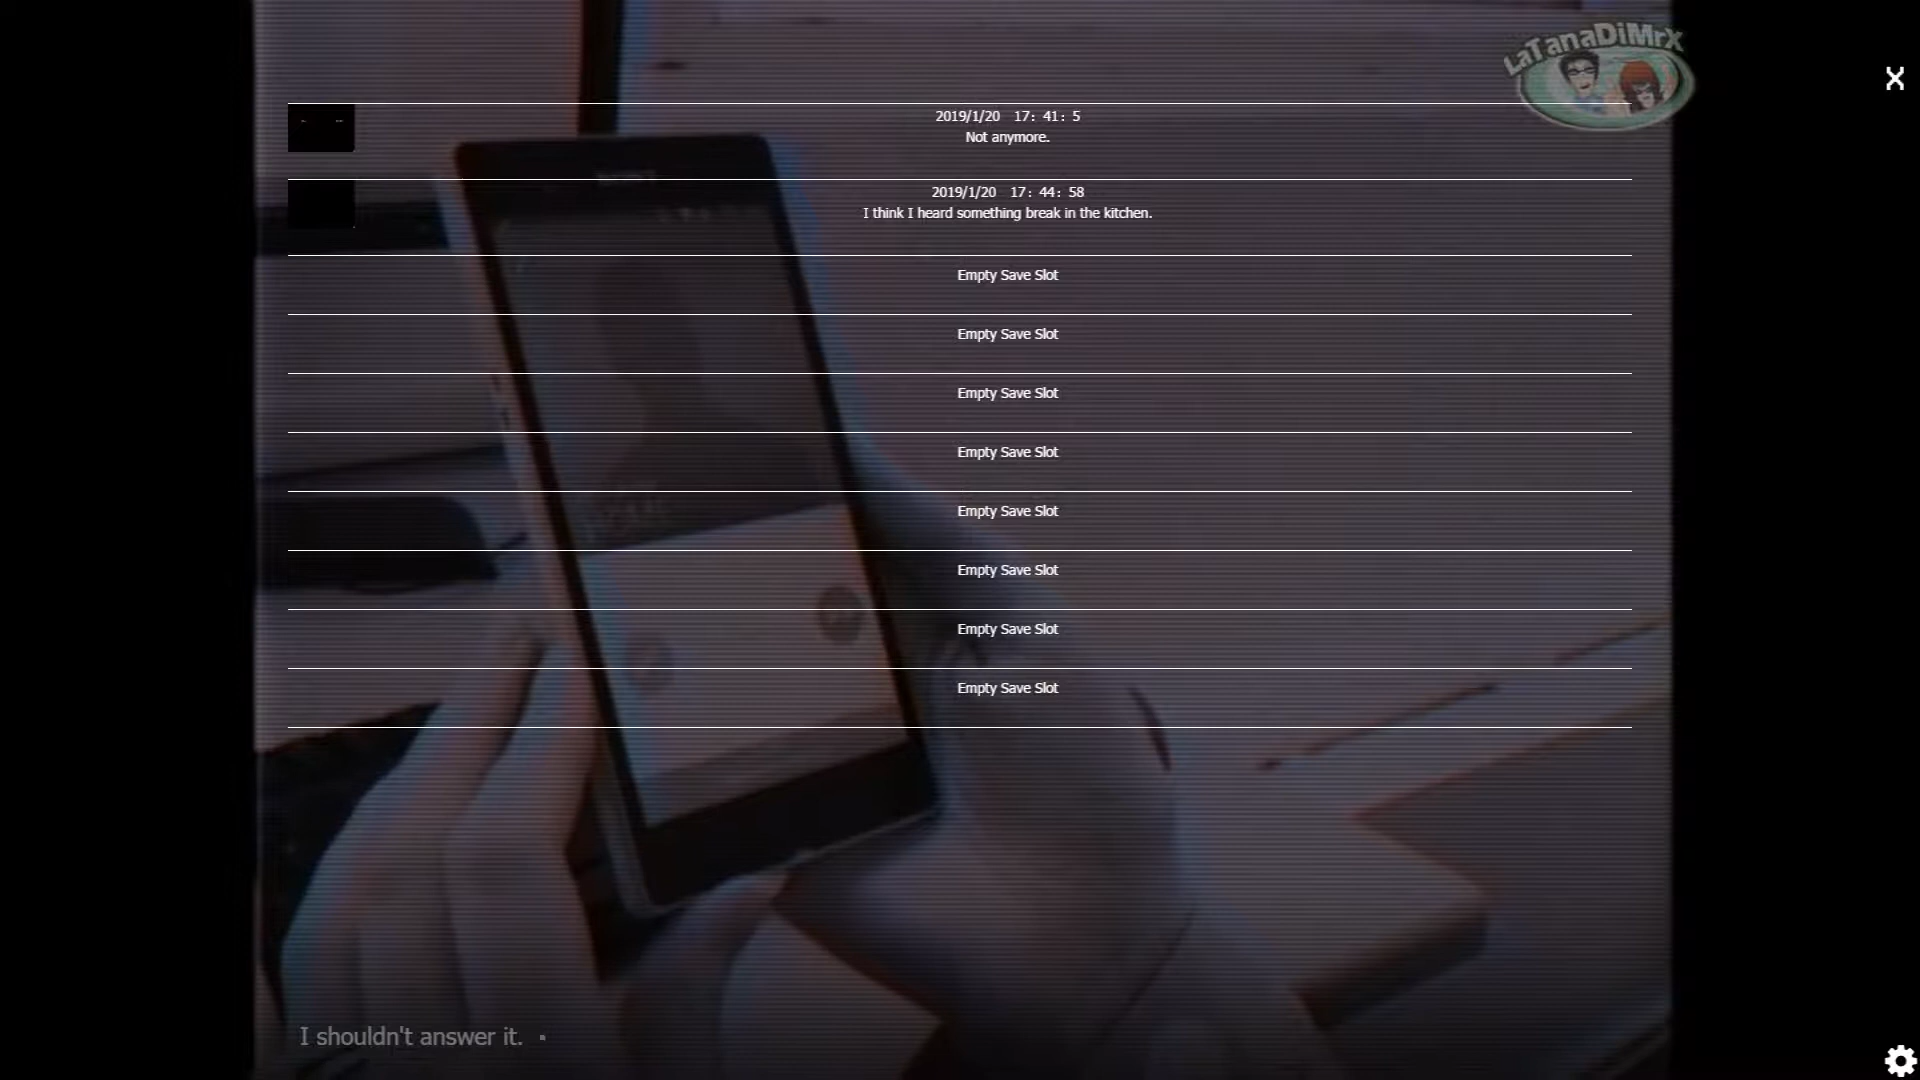 LaTanaDiMrX
X
2019/1/20 17: 41: 5
Not anymore.
2019/1/20 17: 44: 58
I think I heard something break in the kitchen.
Empty Save Slot
Empty Save Slot
Empty Save Slot
Empty Save Slot
Empty Save Slot
Empty Save Slot
Empty Save Slot
Empty Save Slot
I shouldn't answer it.